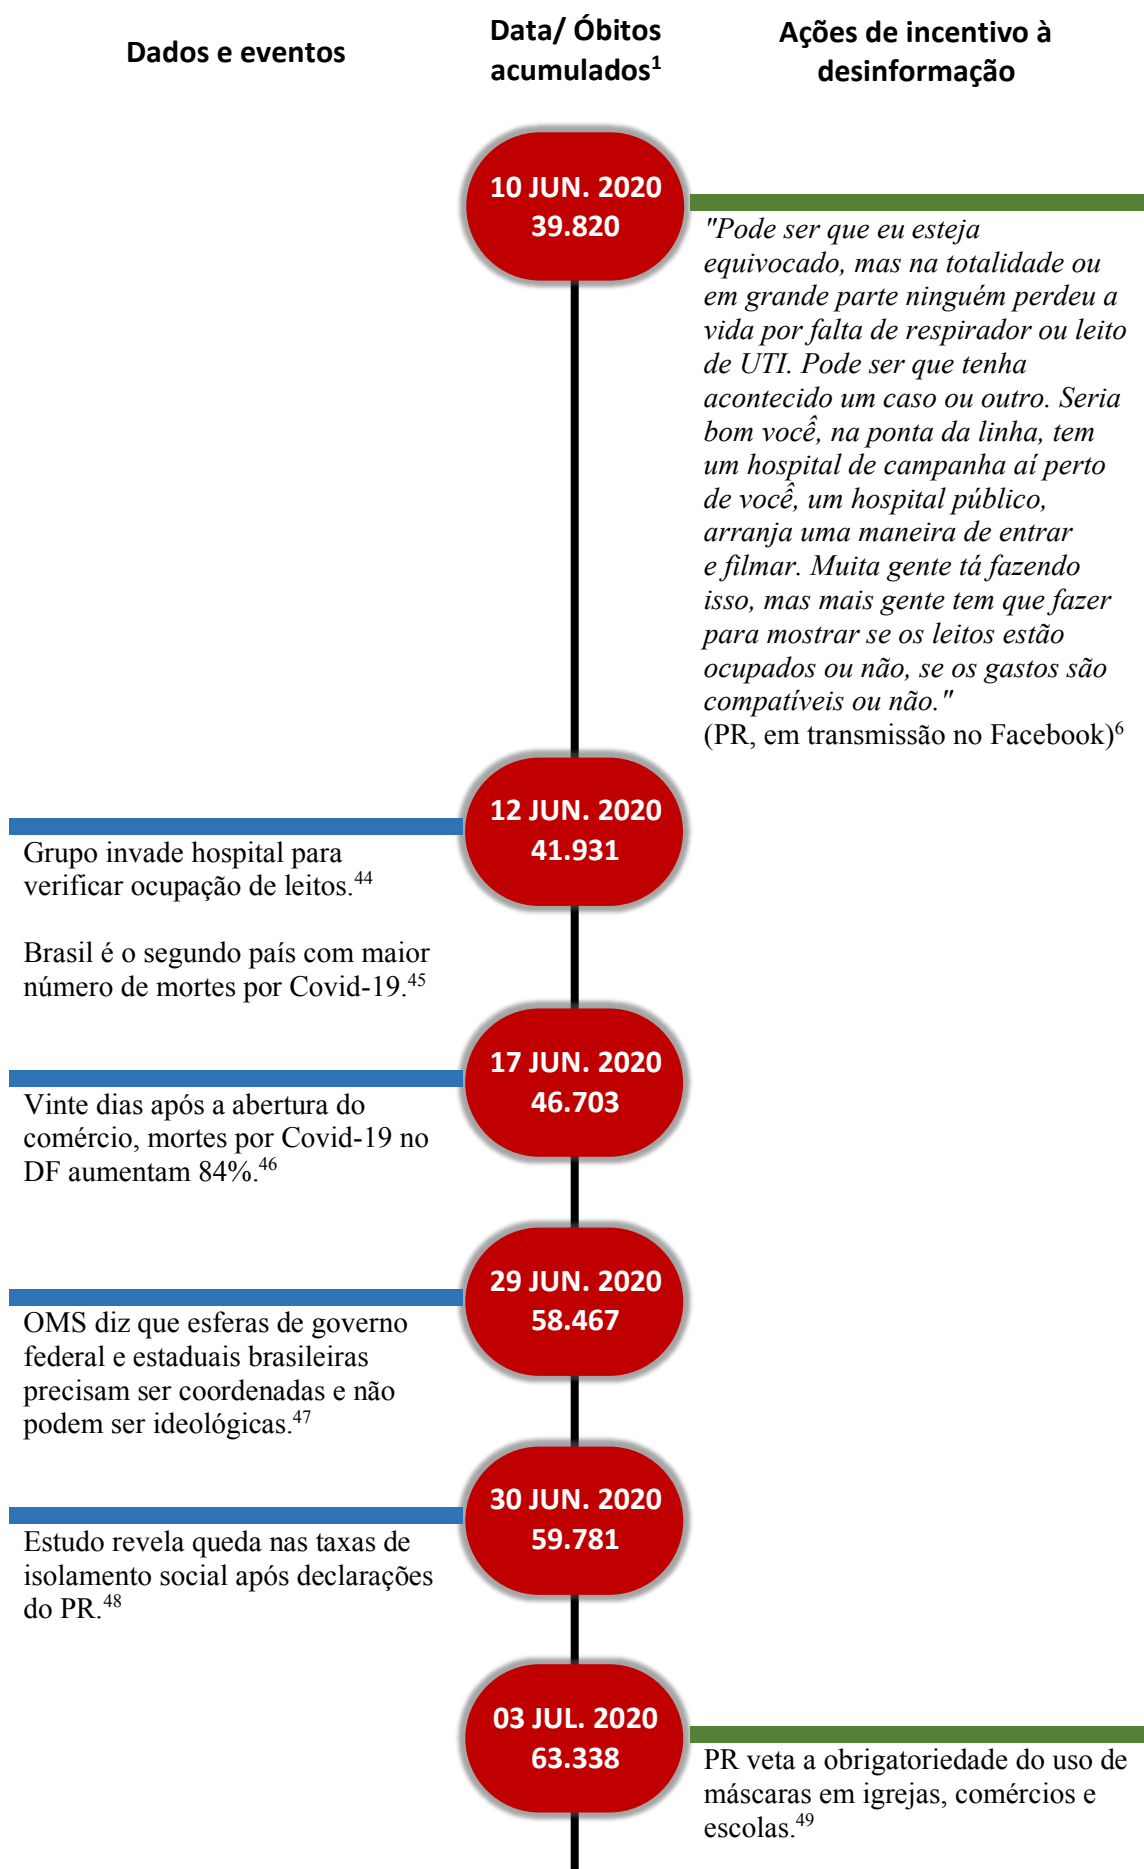 Dados e eventos
Data/ Óbitos
acumulados¹
Ações de incentivo à
desinformação
10 JUN. 2020
39.820
"Pode ser que eu esteja
equivocado, mas na totalidade ou
em grande parte ninguém perdeu a
vida por falta de respirador ou leito
de UTI. Pode ser que tenha
acontecido um caso ou outro. Seria
bom você, na ponta da linha, tem
um hospital de campanha aí perto
de você, um hospital público,
arranja uma maneira de entrar
e filmar. Muita gente tá fazendo
isso, mas mais gente tem que fazer
para mostrar se os leitos estão
ocupados ou não, se os gastos são
compatíveis ou não."
(PR, em transmissão no Facebook)⁶
12 JUN. 2020
41.931
Grupo invade hospital para
verificar ocupação de leitos.⁴⁴
Brasil é o segundo país com maior
número de mortes por Covid-19.⁴⁵
17 JUN. 2020
46.703
Vinte dias após a abertura do
comércio, mortes por Covid-19 no
DF aumentam 84%.⁴⁶
29 JUN. 2020
58.467
OMS diz que esferas de governo
federal e estaduais brasileiras
precisam ser coordenadas e não
podem ser ideológicas.⁴⁷
30 JUN. 2020
59.781
Estudo revela queda nas taxas de
isolamento social após declarações
do PR.⁴⁸
03 JUL. 2020
63.338
PR veta a obrigatoriedade do uso de
máscaras em igrejas, comércios e
escolas.⁴⁹